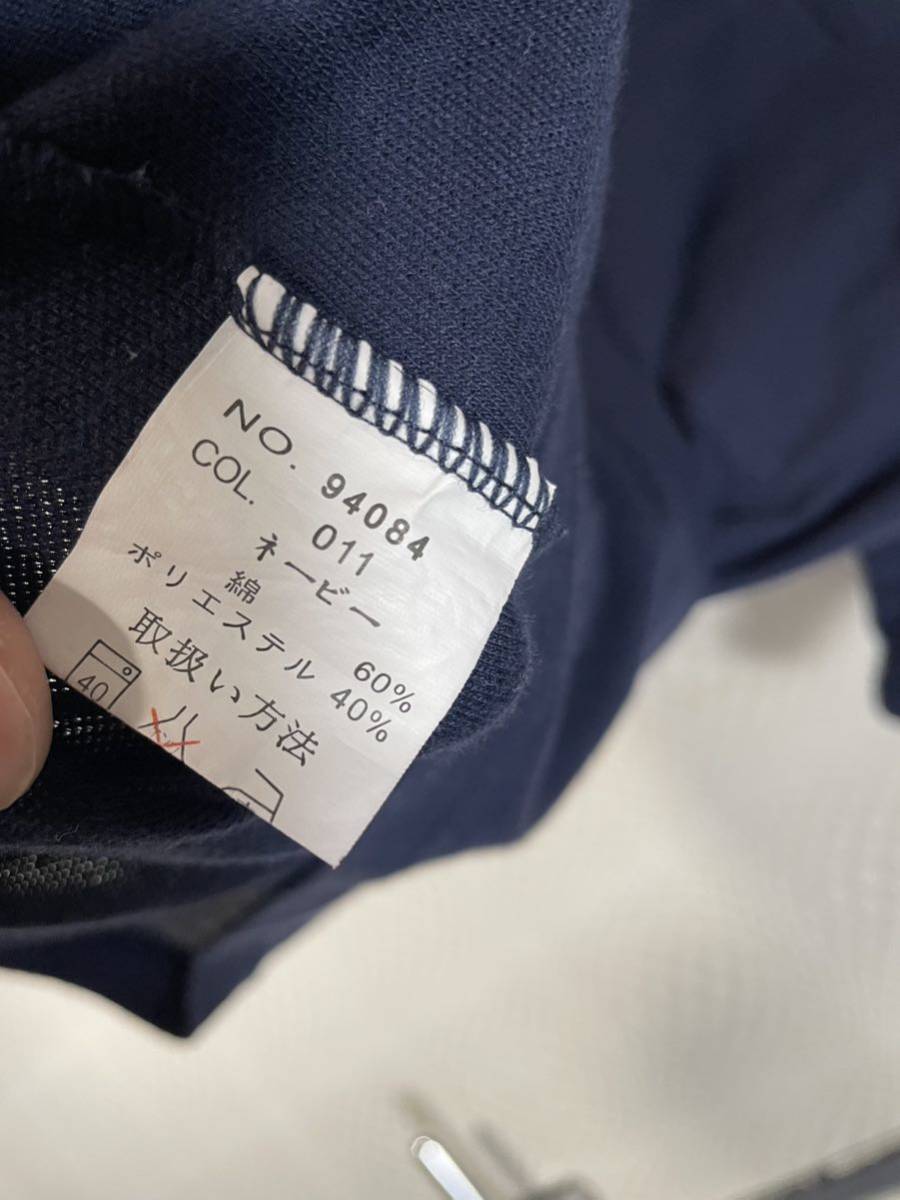 NO. 94084
COL. 011
ネービー
綿 60%
ポリエステル 40%
取扱い方法
40